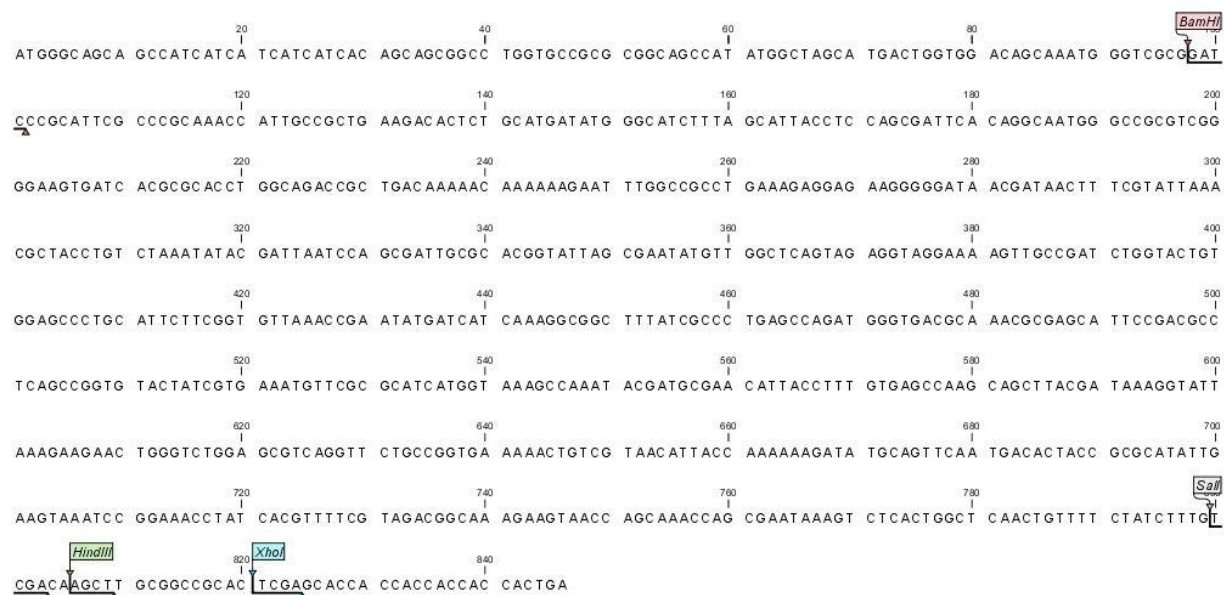 BamHI
20 40 60 80
ATGGGCAGCA GCCATCATCA TCATCATCAC AGCAGCGGCC TGGTGCCGCG CGGCAGCCAT ATGGCTAGCA TGACTGGTGG ACAGCAAATG GGTCGCGGAT
120 140 160 180 200
CCCGCATTCG CCCGCAAACC ATTGCCGCTG AAGACACTCT GCATGATATG GGCATCTTTA GCATTACCTC CAGCGATTCA CAGGCAATGG GCCGCGTCGG
220 240 260 280 300
GGAAGTGATC ACGCGCACCT GGCAGACCGC TGACAAAAAC AAAAAAGAAT TTGGCCGCCT GAAAGAGGAG AAGGGGGATA ACGATAACTT TCGTATTAAA
320 340 360 380 400
CGCTACCTGT CTAAATATAC GATTAATCCA GCGATTGCGC ACGGTATTAG CGAATATGTT GGCTCAGTAG AGGTAGGAAA AGTTGCCGAT CTGGTACTGT
420 440 460 480 500
GGAGCCCTGC ATTCTTCGGT GTTAAACCGA ATATGATCAT CAAAGGCGGC TTTATCGCCC TGAGCCAGAT GGGTGACGCA AACGCGAGCA TTCCGACGCC
520 540 560 580 600
TCAGCCGGTG TACTATCGTG AAATGTTCGC GCATCATGGT AAAGCCAAAT ACGATGCGAA CATTACCTTT GTGAGCCAAG CAGCTTACGA TAAAGGTATT
620 640 660 680 700
AAAGAAGAAC TGGGTCTGGA GCGTCAGGTT CTGCCGGTGA AAAACTGTCG TAACATTACC AAAAAAGATA TGCAGTTCAA TGACACTACC GCGCATATTG
SalI
720 740 760 780
AAGTAAATCC GGAAACCTAT CACGTTTTCG TAGACGGCAA AGAAGTAACC AGCAAACCAG CGAATAAAGT CTCACTGGCT CAACTGTTTT CTATCTTTGT
HindIII XhoI
820 840
CGACAAGCTT GCGGCCGCAC TCGAGCACCA CCACCACCAC CACTGA